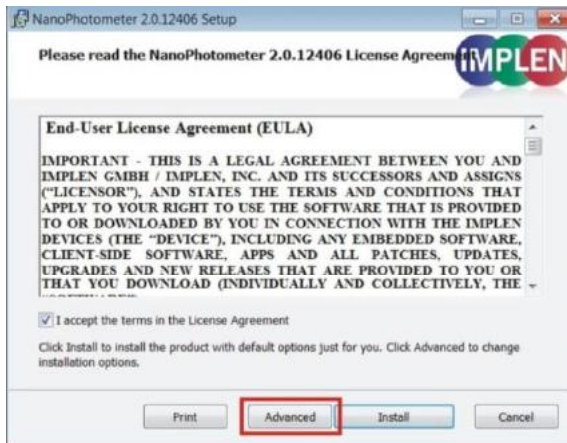 NanoPhotometer 2.0.12406 Setup
Please read the NanoPhotometer 2.0.12406 License Agreement
IMPLEN
End-User License Agreement (EULA)
IMPORTANT - THIS IS A LEGAL AGREEMENT BETWEEN YOU AND
IMPLEN GMBH / IMPLEN, INC. AND ITS SUCCESSORS AND ASSIGNS
(“LICENSOR”), AND STATES THE TERMS AND CONDITIONS THAT
APPLY TO YOUR RIGHT TO USE THE SOFTWARE THAT IS PROVIDED
TO OR DOWNLOADED BY YOU IN CONNECTION WITH THE IMPLEN
DEVICES (THE “DEVICE”), INCLUDING ANY EMBEDDED SOFTWARE,
CLIENT-SIDE SOFTWARE, APPS AND ALL PATCHES, UPDATES,
UPGRADES AND NEW RELEASES THAT ARE PROVIDED TO YOU OR
THAT YOU DOWNLOAD (INDIVIDUALLY AND COLLECTIVELY, THE
I accept the terms in the License Agreement
Click Install to install the product with default options just for you. Click Advanced to change
installation options.
Print
Advanced
Install
Cancel